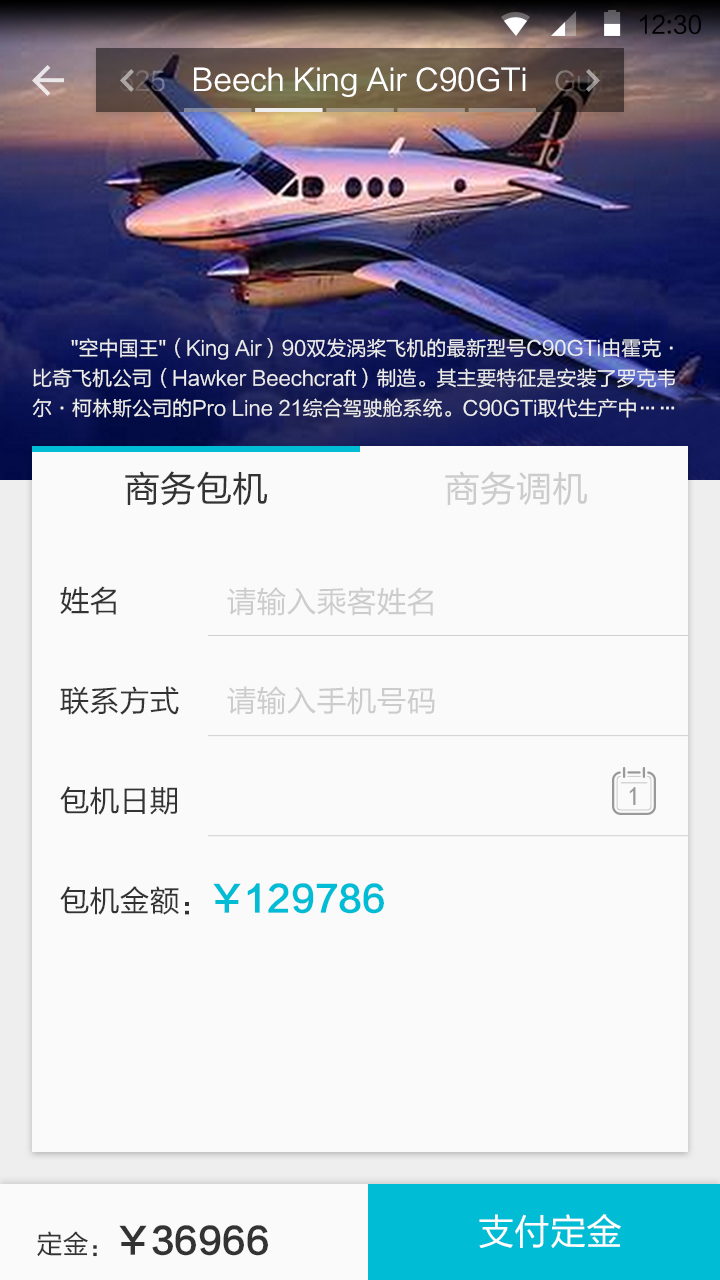 12:30
25 Beech King Air C90GTi Gu
"空中国王"（King Air）90双发涡桨飞机的最新型号C90GTi由霍克·
比奇飞机公司（Hawker Beechcraft）制造。其主要特征是安装了罗克韦
尔·柯林斯公司的Pro Line 21综合驾驶舱系统。C90GTi取代生产中……
商务包机 商务调机
姓名 请输入乘客姓名
联系方式 请输入手机号码
包机日期 1
包机金额：￥129786
定金：￥36966 支付定金